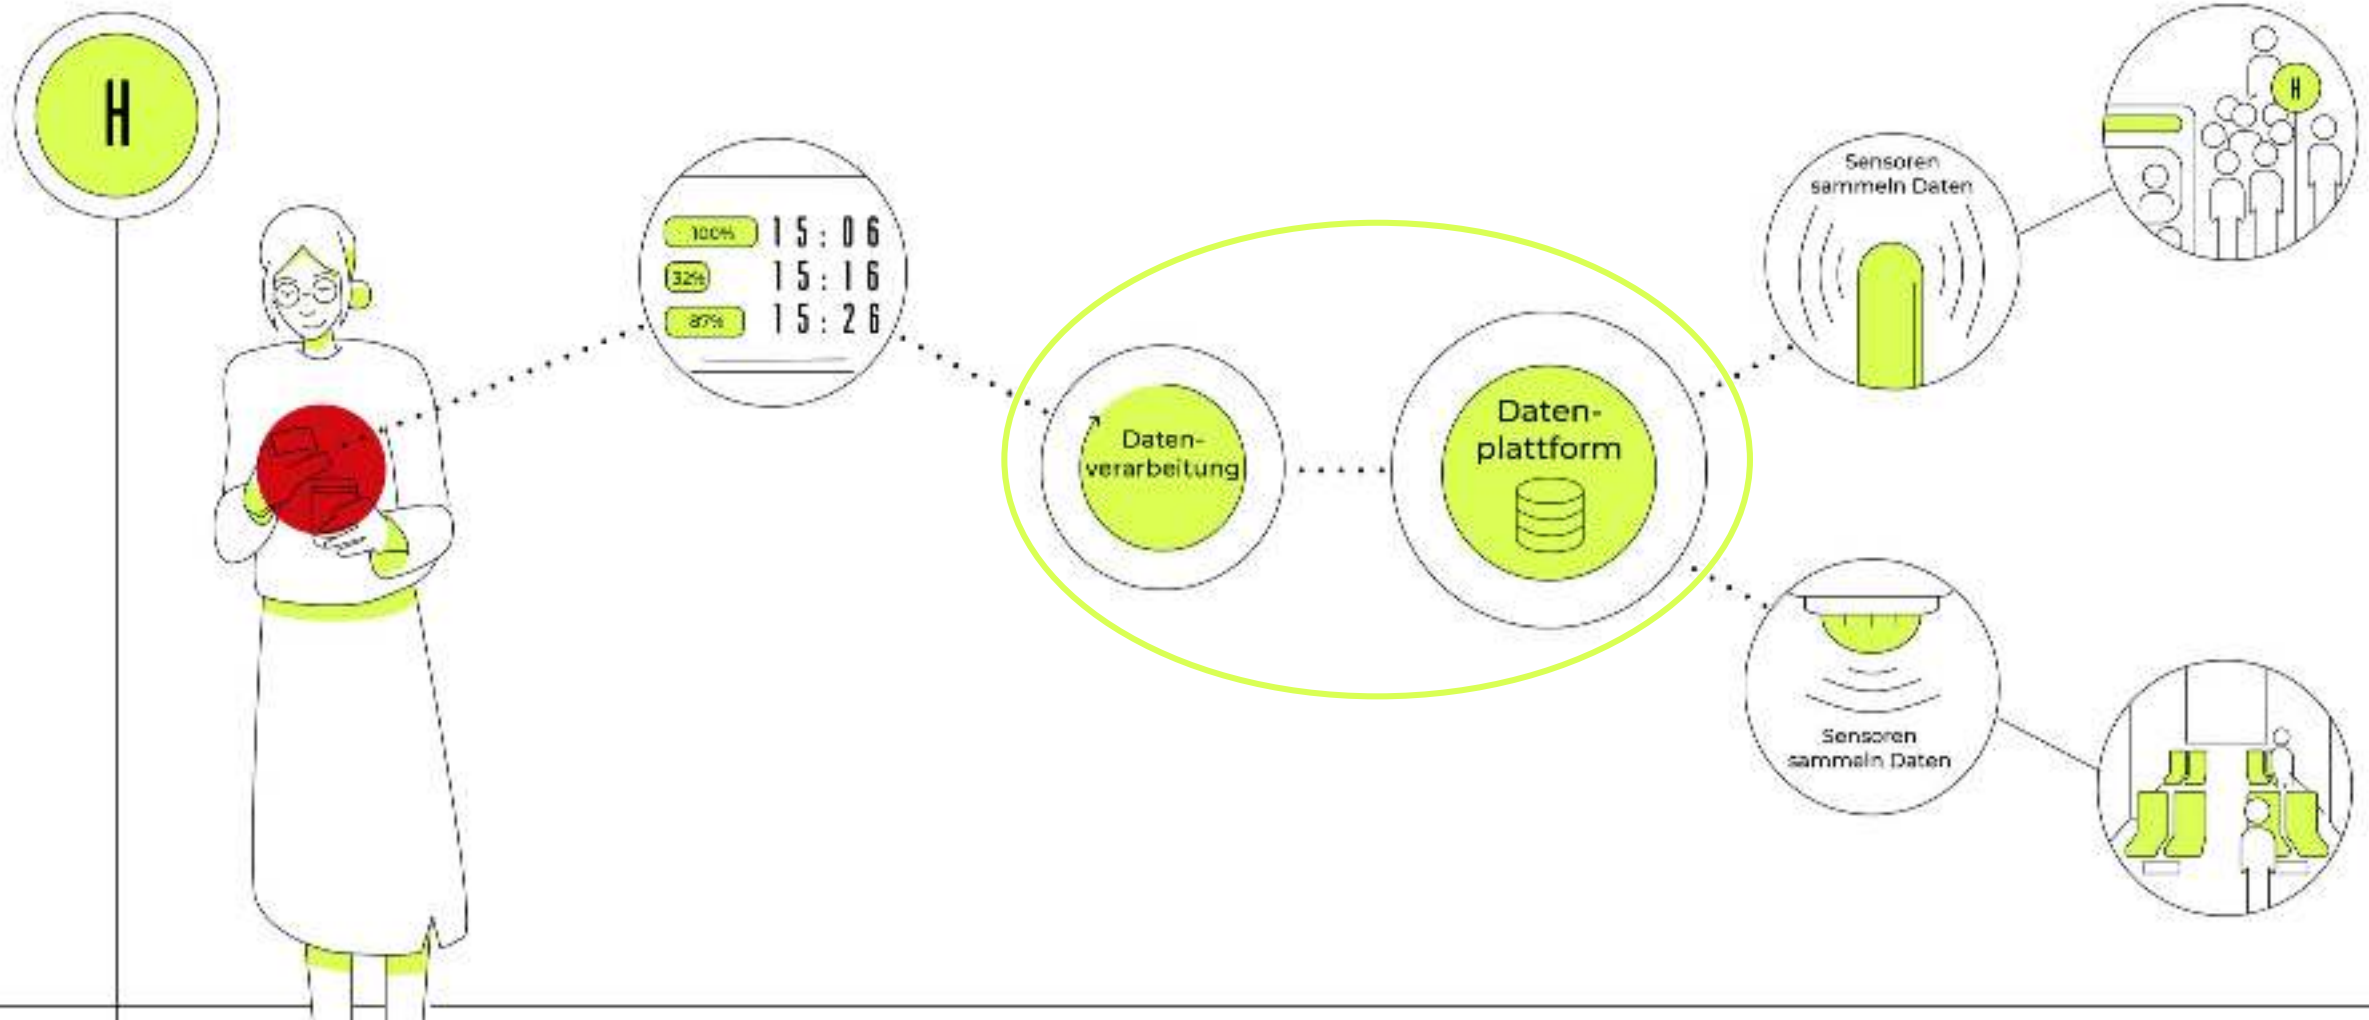 H
100% 15:06
32% 15:16
87% 15:26
Daten-
verarbeitung
Daten-
plattform
Sensoren
sammeln Daten
H
Sensoren
sammeln Daten